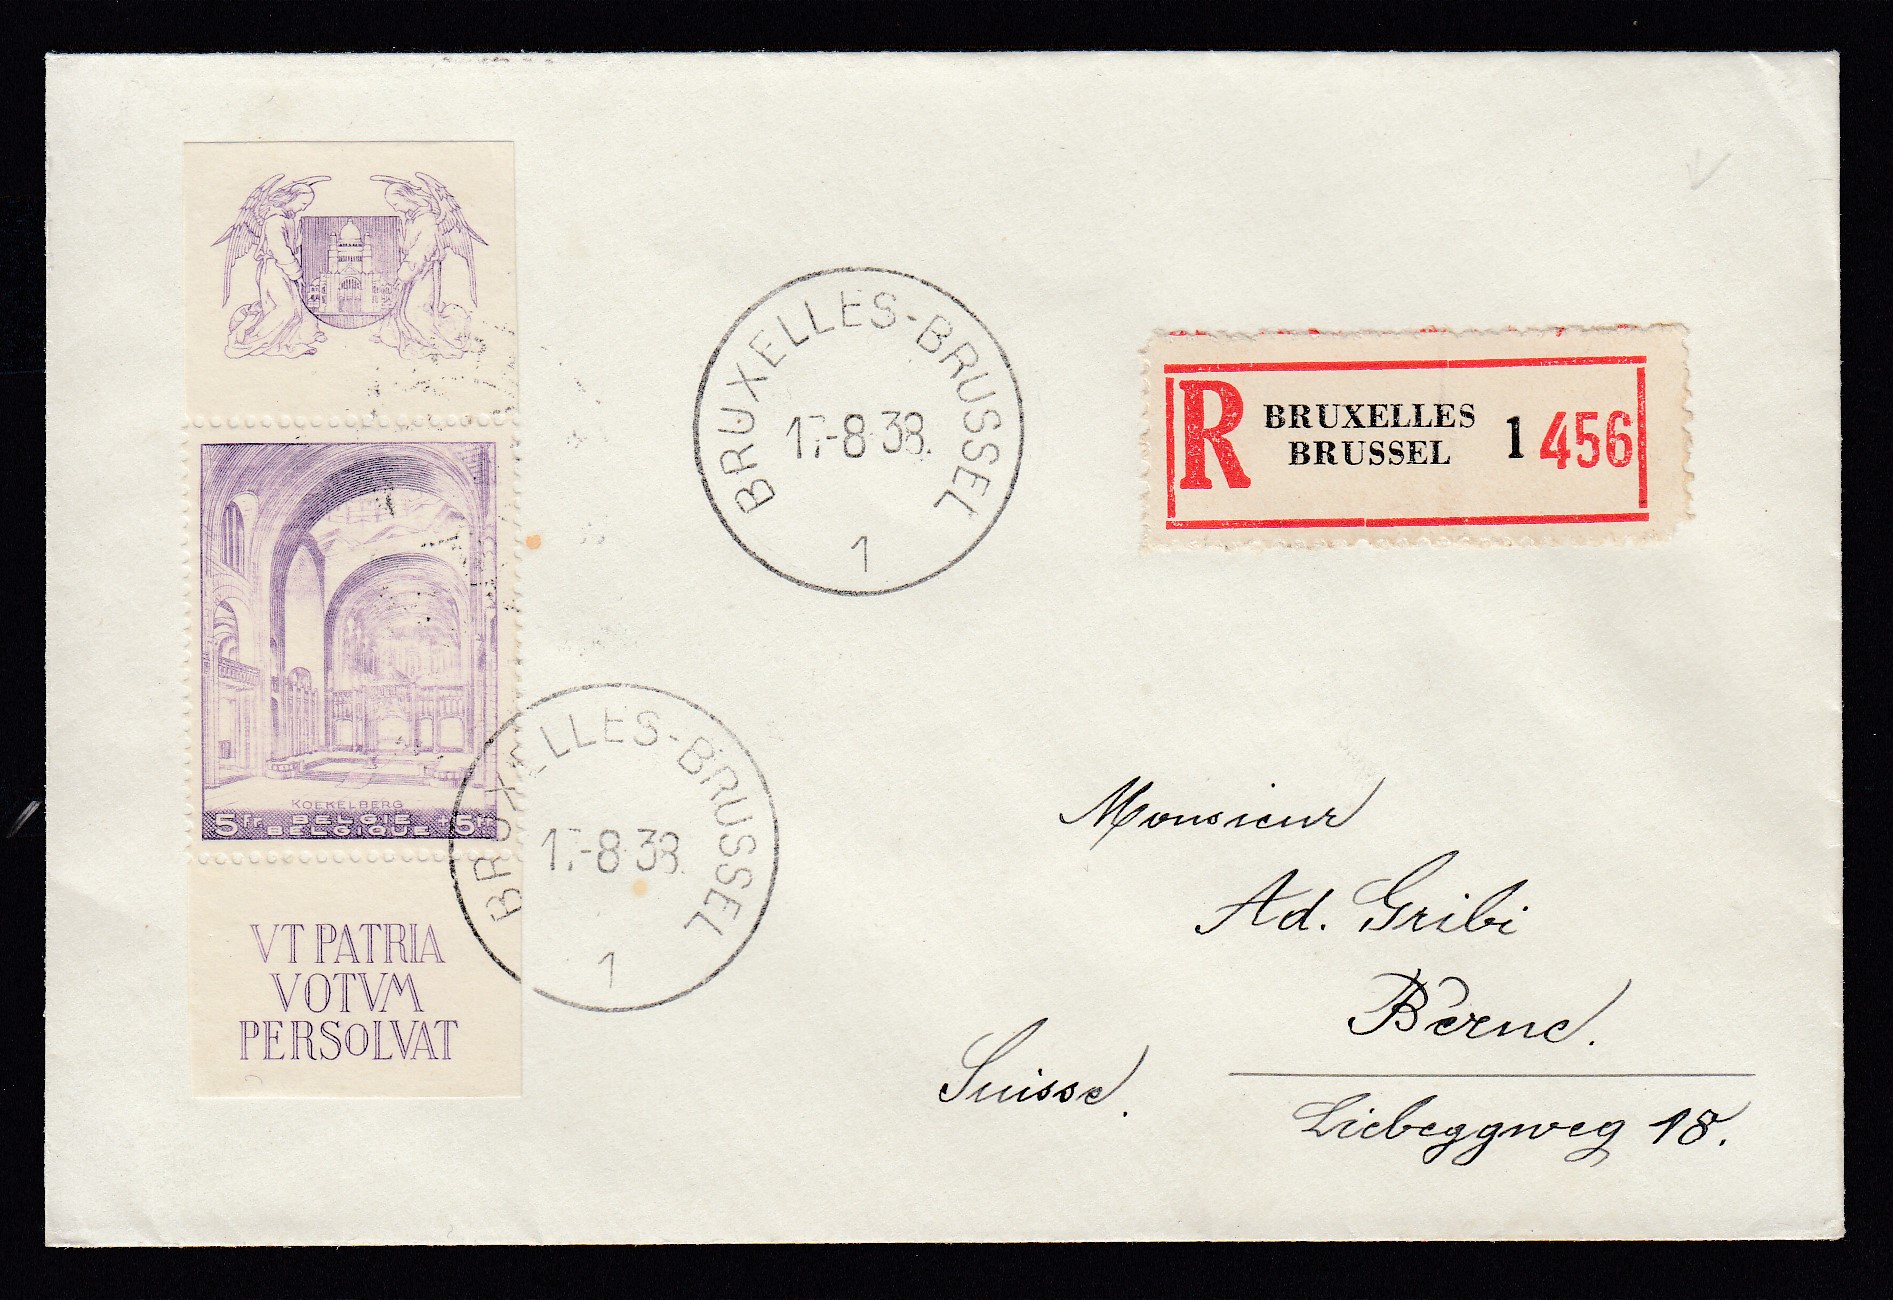 KOEKELBERG
5Fr BELGIE +5Fr
BELGIQUE
VT PATRIA
VOTVM
PERSOLVAT
BRUXELLES-BRUSSEL
17-8 38.
1
BRUXELLES-BRUSSEL
17-8 38.
1
R BRUXELLES
BRUSSEL 1 456
Monsieur
Ad. Gribi
Berne.
Suisse.
Liebeggweg 18.